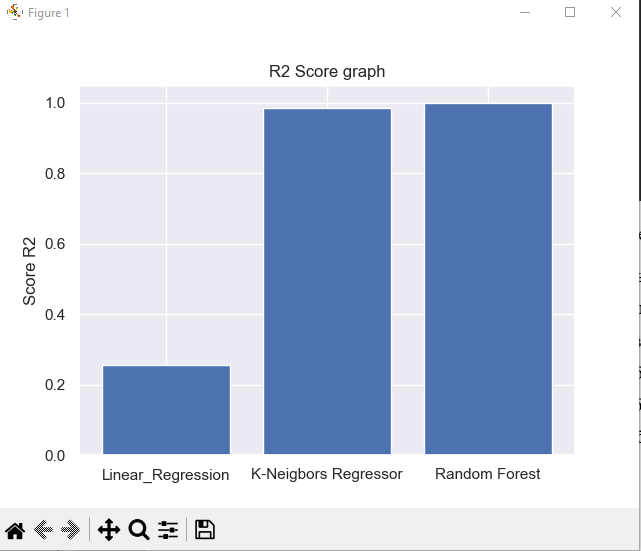 Figure 1
R2 Score graph
1.0
0.8
0.6
0.4
0.2
0.0
Score R2
Linear_Regression
K-Neigbors Regressor
Random Forest